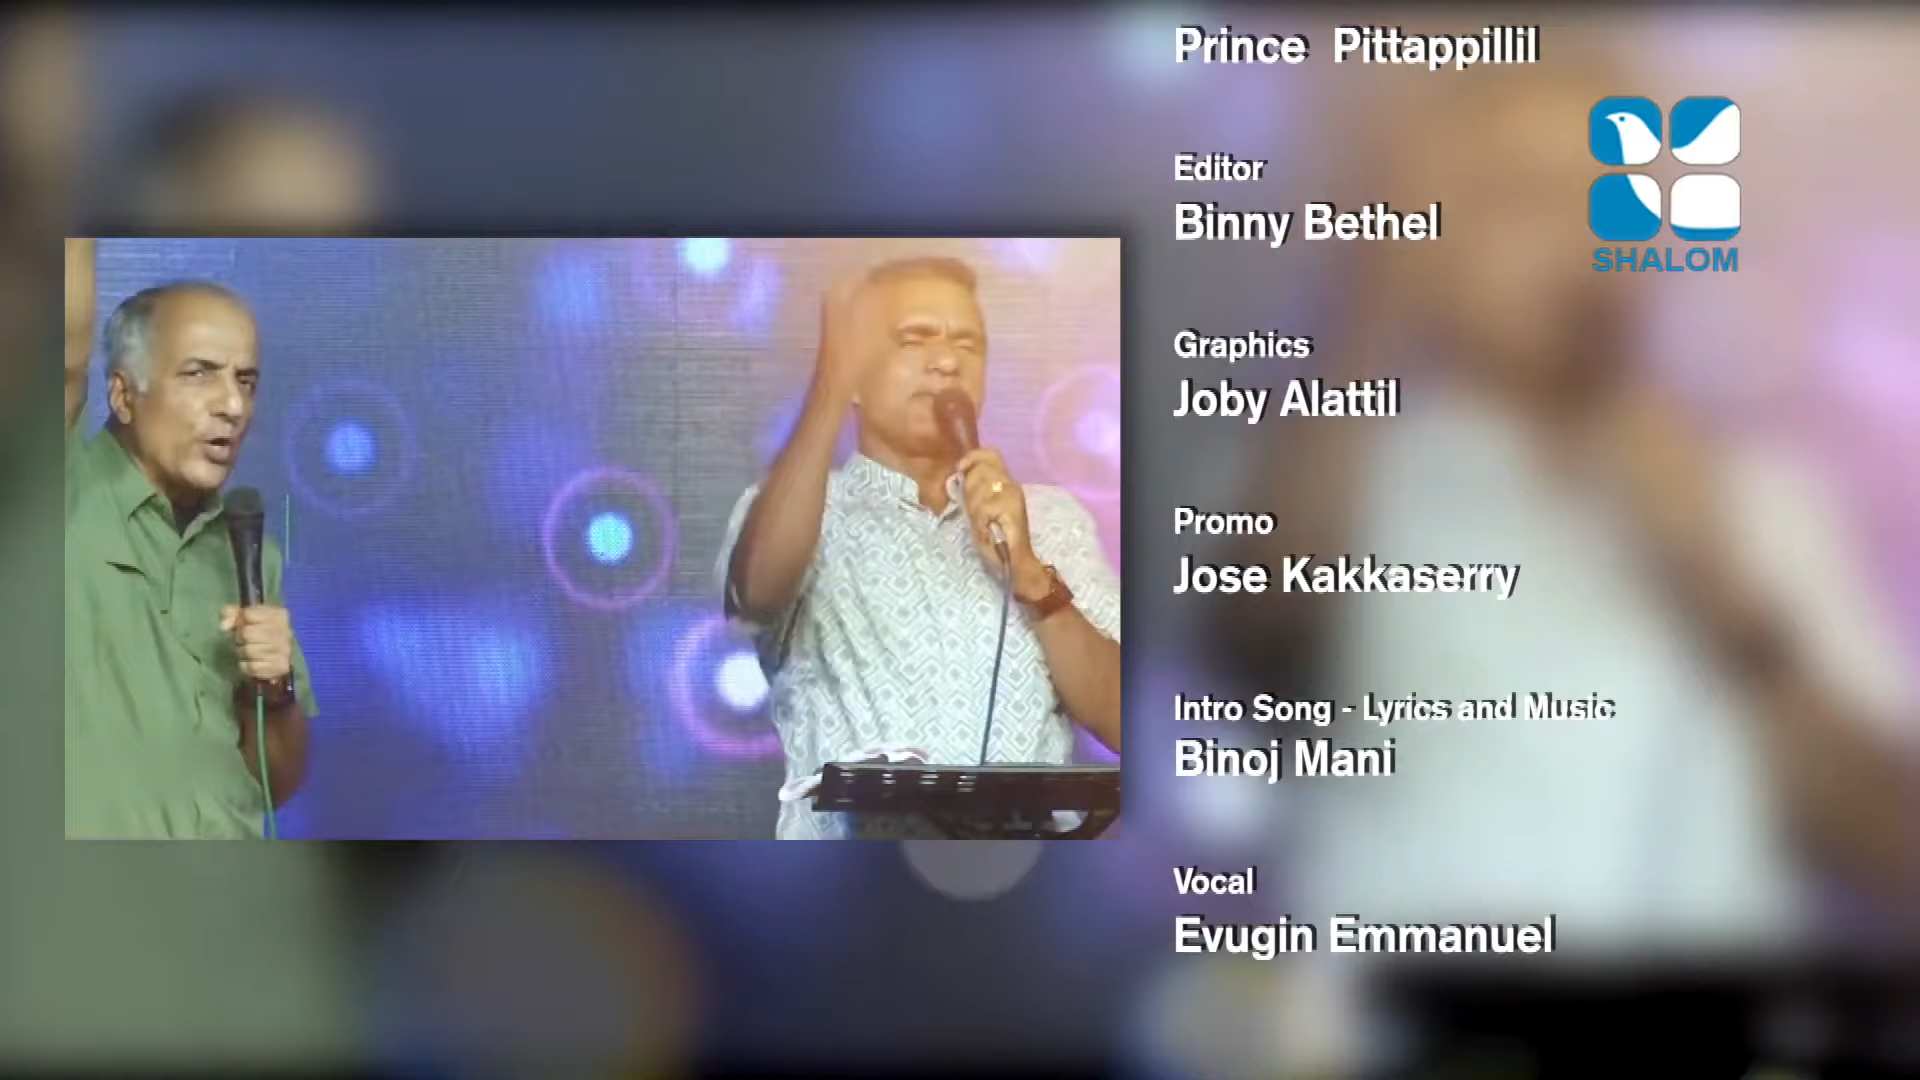 Prince Pittappillil
SHALOM
Editor
Binny Bethel
Graphics
Joby Alattil
Promo
Jose Kakkaserry
Intro Song - Lyrics and Music
Binoj Mani
Vocal
Evugin Emmanuel